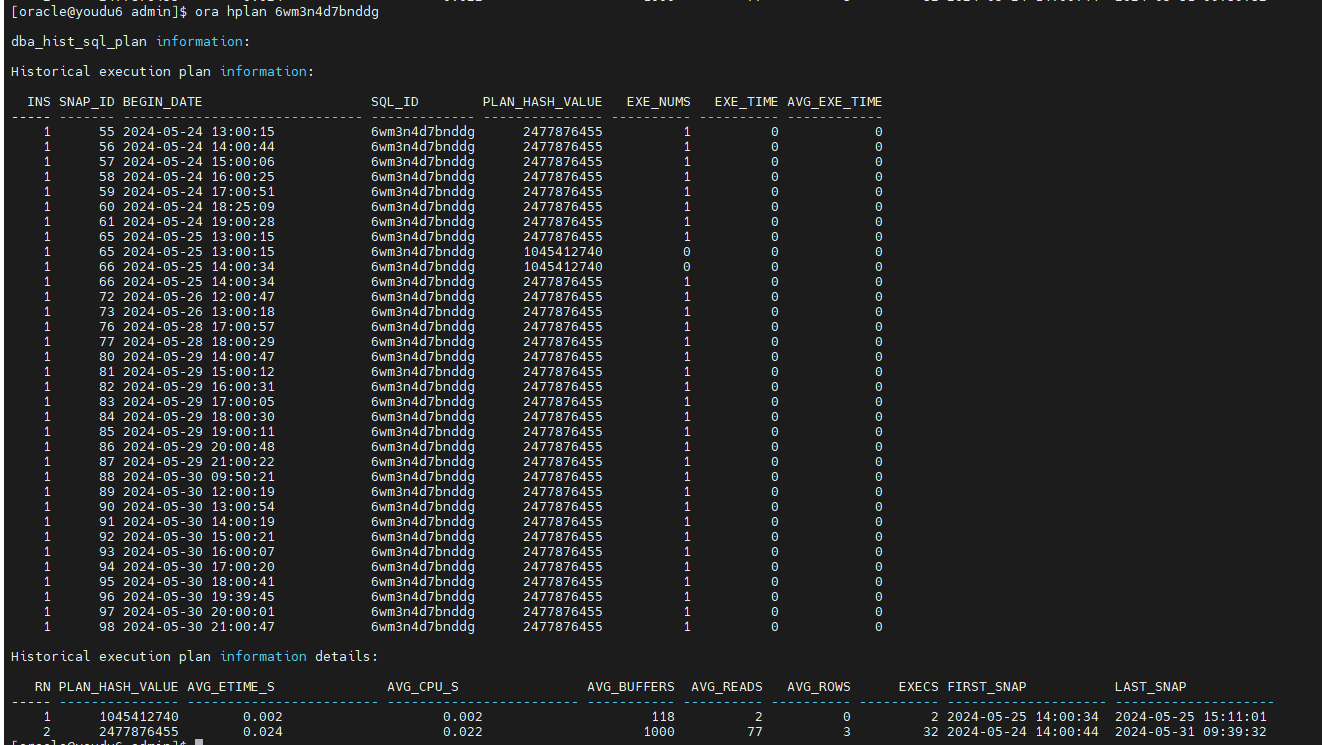 [oracle@youdu6 admin]$ ora hplan 6wm3n4d7bnddg
dba_hist_sql_plan information:
Historical execution plan information:
INS SNAP_ID BEGIN_DATE SQL_ID PLAN_HASH_VALUE EXE_NUMS EXE_TIME AVG_EXE_TIME
1 55 2024-05-24 13:00:15 6wm3n4d7bnddg 2477876455 1 0 0
1 56 2024-05-24 14:00:44 6wm3n4d7bnddg 2477876455 1 0 0
1 57 2024-05-24 15:00:06 6wm3n4d7bnddg 2477876455 1 0 0
1 58 2024-05-24 16:00:25 6wm3n4d7bnddg 2477876455 1 0 0
1 59 2024-05-24 17:00:51 6wm3n4d7bnddg 2477876455 1 0 0
1 60 2024-05-24 18:25:09 6wm3n4d7bnddg 2477876455 1 0 0
1 61 2024-05-24 19:00:28 6wm3n4d7bnddg 2477876455 1 0 0
1 65 2024-05-25 13:00:15 6wm3n4d7bnddg 2477876455 1 0 0
1 65 2024-05-25 13:00:15 6wm3n4d7bnddg 1045412740 0 0 0
1 66 2024-05-25 14:00:34 6wm3n4d7bnddg 1045412740 0 0 0
1 66 2024-05-25 14:00:34 6wm3n4d7bnddg 2477876455 1 0 0
1 72 2024-05-26 12:00:47 6wm3n4d7bnddg 2477876455 1 0 0
1 73 2024-05-26 13:00:18 6wm3n4d7bnddg 2477876455 1 0 0
1 76 2024-05-28 17:00:57 6wm3n4d7bnddg 2477876455 1 0 0
1 77 2024-05-28 18:00:29 6wm3n4d7bnddg 2477876455 1 0 0
1 80 2024-05-29 14:00:47 6wm3n4d7bnddg 2477876455 1 0 0
1 81 2024-05-29 15:00:12 6wm3n4d7bnddg 2477876455 1 0 0
1 82 2024-05-29 16:00:31 6wm3n4d7bnddg 2477876455 1 0 0
1 83 2024-05-29 17:00:05 6wm3n4d7bnddg 2477876455 1 0 0
1 84 2024-05-29 18:00:30 6wm3n4d7bnddg 2477876455 1 0 0
1 85 2024-05-29 19:00:11 6wm3n4d7bnddg 2477876455 1 0 0
1 86 2024-05-29 20:00:48 6wm3n4d7bnddg 2477876455 1 0 0
1 87 2024-05-29 21:00:22 6wm3n4d7bnddg 2477876455 1 0 0
1 88 2024-05-30 09:50:21 6wm3n4d7bnddg 2477876455 1 0 0
1 89 2024-05-30 12:00:19 6wm3n4d7bnddg 2477876455 1 0 0
1 90 2024-05-30 13:00:54 6wm3n4d7bnddg 2477876455 1 0 0
1 91 2024-05-30 14:00:19 6wm3n4d7bnddg 2477876455 1 0 0
1 92 2024-05-30 15:00:21 6wm3n4d7bnddg 2477876455 1 0 0
1 93 2024-05-30 16:00:07 6wm3n4d7bnddg 2477876455 1 0 0
1 94 2024-05-30 17:00:20 6wm3n4d7bnddg 2477876455 1 0 0
1 95 2024-05-30 18:00:41 6wm3n4d7bnddg 2477876455 1 0 0
1 96 2024-05-30 19:39:45 6wm3n4d7bnddg 2477876455 1 0 0
1 97 2024-05-30 20:00:01 6wm3n4d7bnddg 2477876455 1 0 0
1 98 2024-05-30 21:00:47 6wm3n4d7bnddg 2477876455 1 0 0
Historical execution plan information details:
RN PLAN_HASH_VALUE AVG_ETIME_S AVG_CPU_S AVG_BUFFERS AVG_READS AVG_ROWS EXECS FIRST_SNAP LAST_SNAP
1 1045412740 0.002 0.002 118 2 0 2 2024-05-25 14:00:34 2024-05-25 15:11:01
2 2477876455 0.024 0.022 1000 77 3 32 2024-05-24 14:00:44 2024-05-31 09:39:32
[oracle@youdu6 admin]$